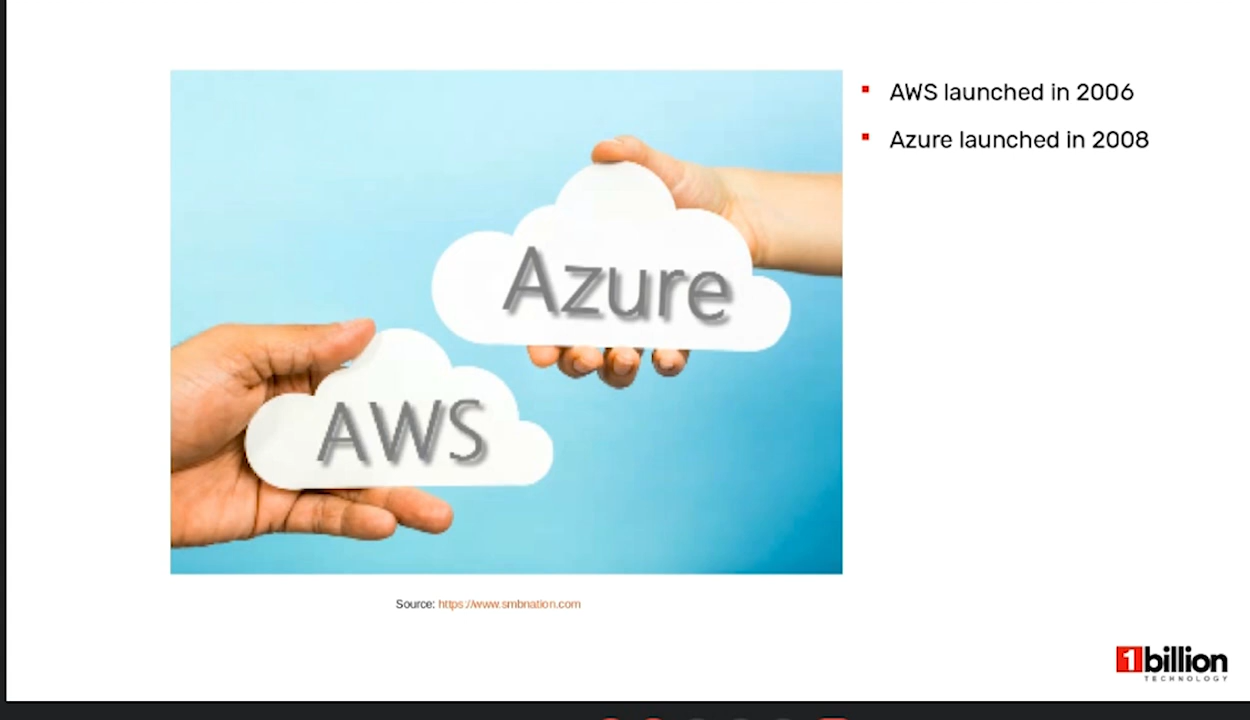 AWS launched in 2006
Azure launched in 2008
Azure
AWS
Source: https://www.smbnation.com
1billion
TECHNOLOGY